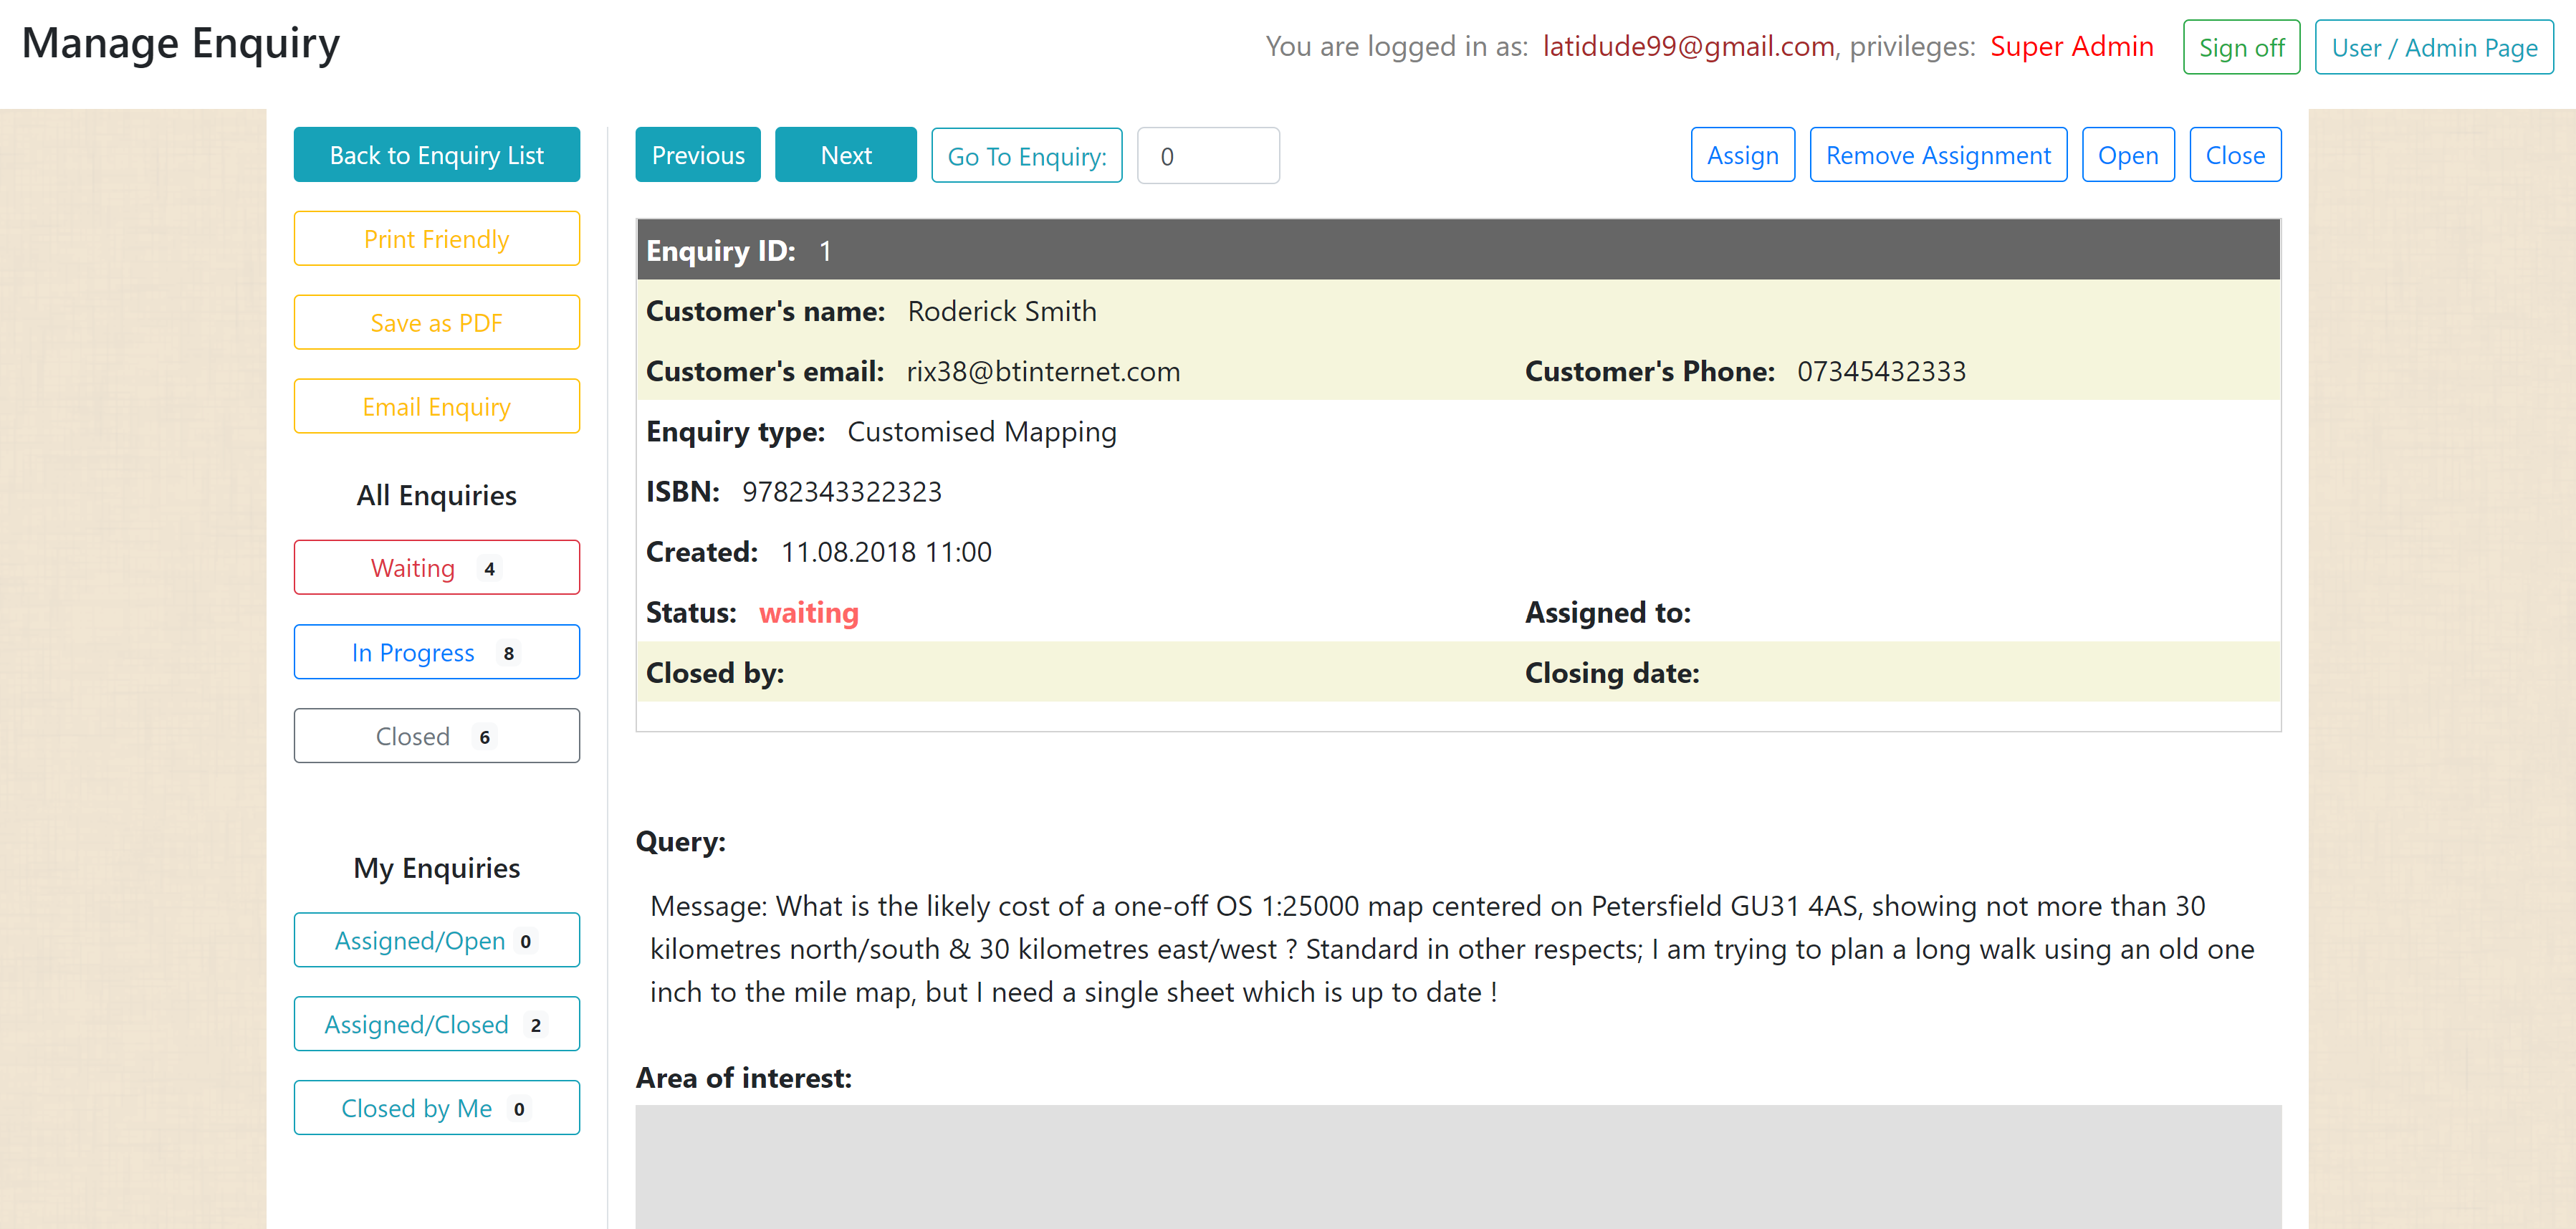 Manage Enquiry
You are logged in as: latidude99@gmail.com, privileges: Super Admin
Sign off
User / Admin Page
Back to Enquiry List
Print Friendly
Save as PDF
Email Enquiry
All Enquiries
Waiting 4
In Progress 8
Closed 6
My Enquiries
Assigned/Open 0
Assigned/Closed 2
Closed by Me 0
Previous
Next
Go To Enquiry:
0
Assign
Remove Assignment
Open
Close
Enquiry ID: 1
Customer's name: Roderick Smith
Customer's email: rix38@btinternet.com
Customer's Phone: 07345432333
Enquiry type: Customised Mapping
ISBN: 9782343322323
Created: 11.08.2018 11:00
Status: waiting
Assigned to:
Closed by:
Closing date:
Query:
Message: What is the likely cost of a one-off OS 1:25000 map centered on Petersfield GU31 4AS, showing not more than 30
kilometres north/south & 30 kilometres east/west ? Standard in other respects; I am trying to plan a long walk using an old one
inch to the mile map, but I need a single sheet which is up to date !
Area of interest: